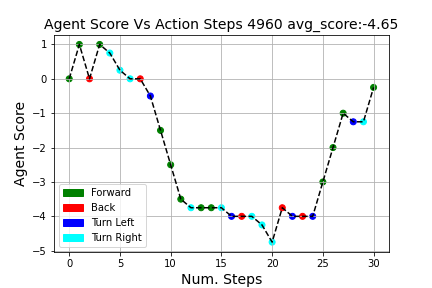 Agent Score Vs Action Steps 4960 avg_score:-4.65
1
0
−1
−2
−3
−4
−5
Agent Score
Forward
Back
Turn Left
Turn Right
0 5 10 15 20 25 30
Num. Steps